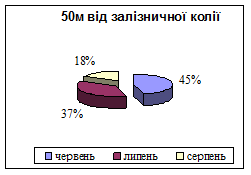 50м від залізничної колії
18%
45%
37%
червень липень серпень